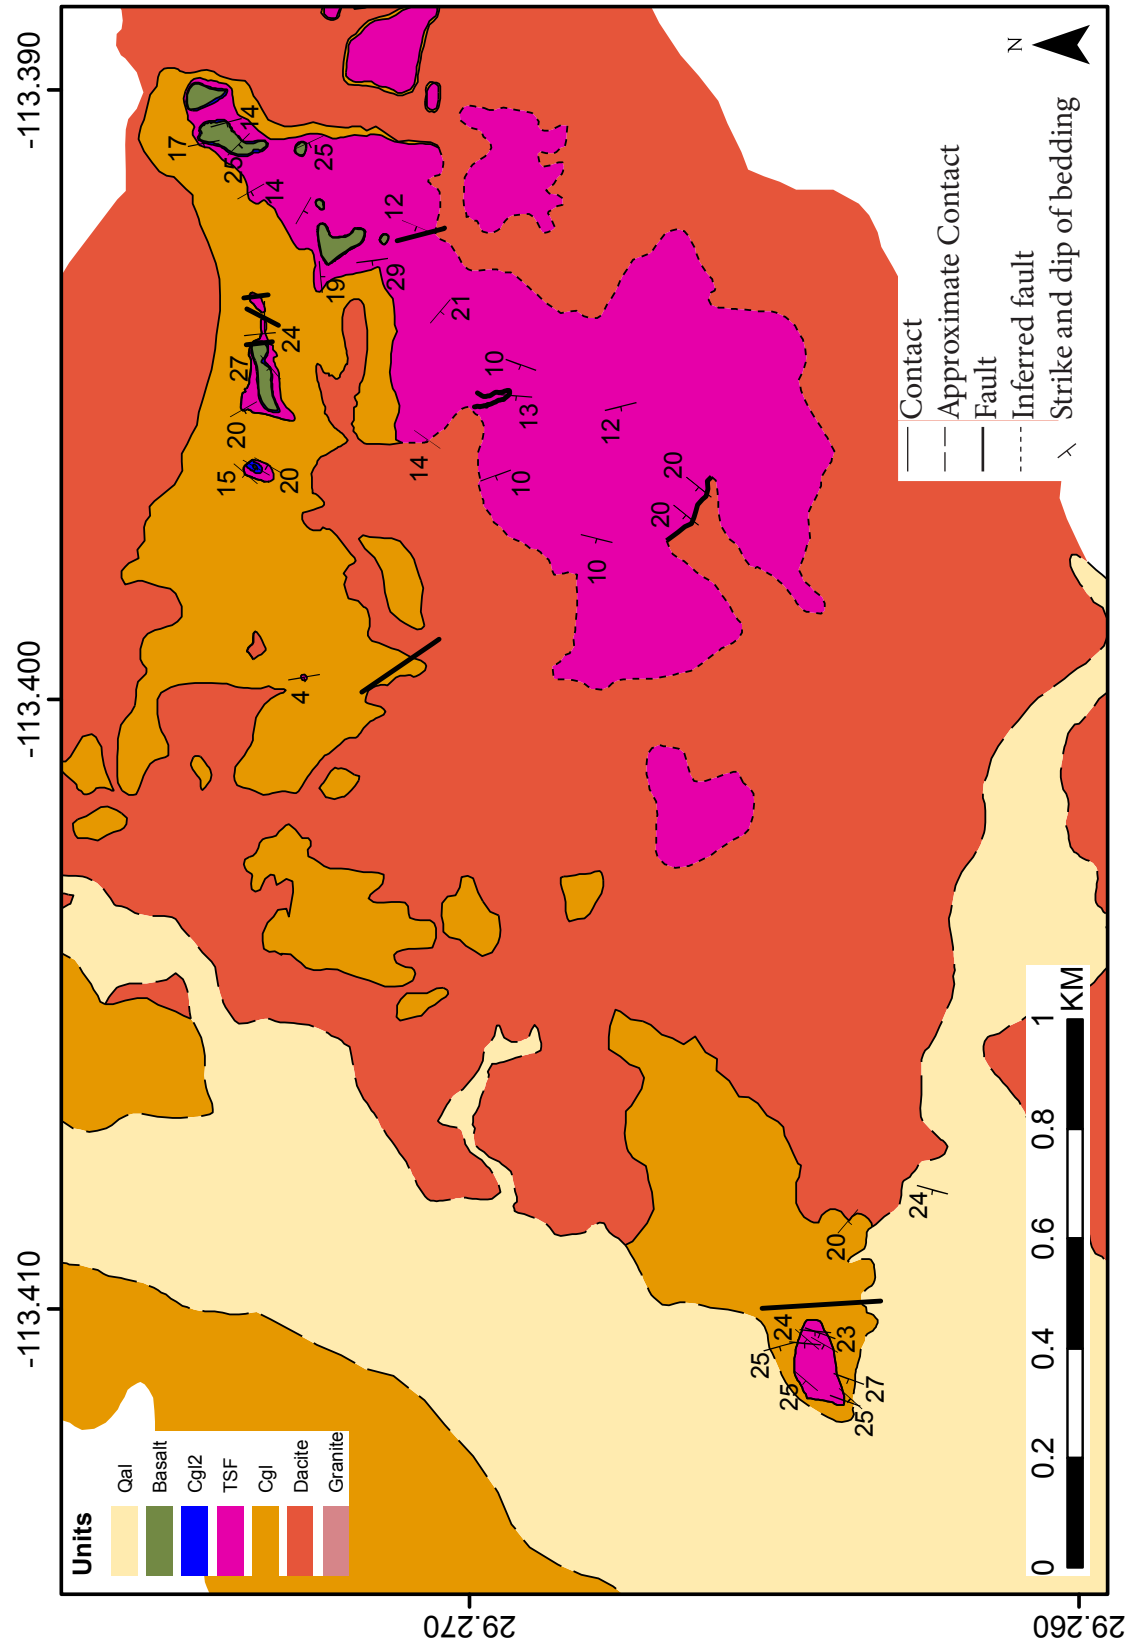 -113.410
-113.400
-113.390
29.270
29.260
Units
Qal
Basalt
Cgl2
TSF
Cgl
Dacite
Granite
17
14
25
14
25
12
19
29
24
27
20
15
20
21
10
13
14
10
12
20
20
10
4
24
20
24
23
25
25
27
25
N
Contact
Approximate Contact
Fault
Inferred fault
Strike and dip of bedding
0 0.2 0.4 0.6 0.8 1
KM